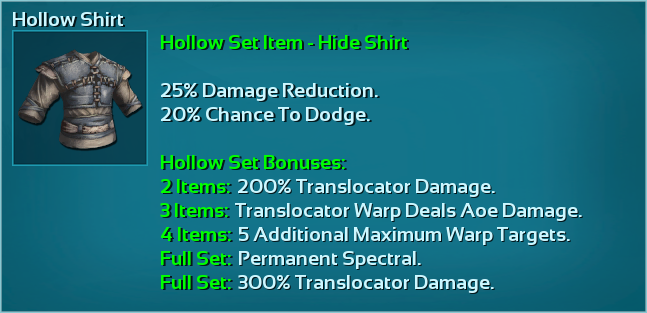 Hollow Shirt
Hollow Set Item - Hide Shirt
25% Damage Reduction.
20% Chance To Dodge.
Hollow Set Bonuses:
2 Items: 200% Translocator Damage.
3 Items: Translocator Warp Deals Aoe Damage.
4 Items: 5 Additional Maximum Warp Targets.
Full Set: Permanent Spectral.
Full Set: 300% Translocator Damage.